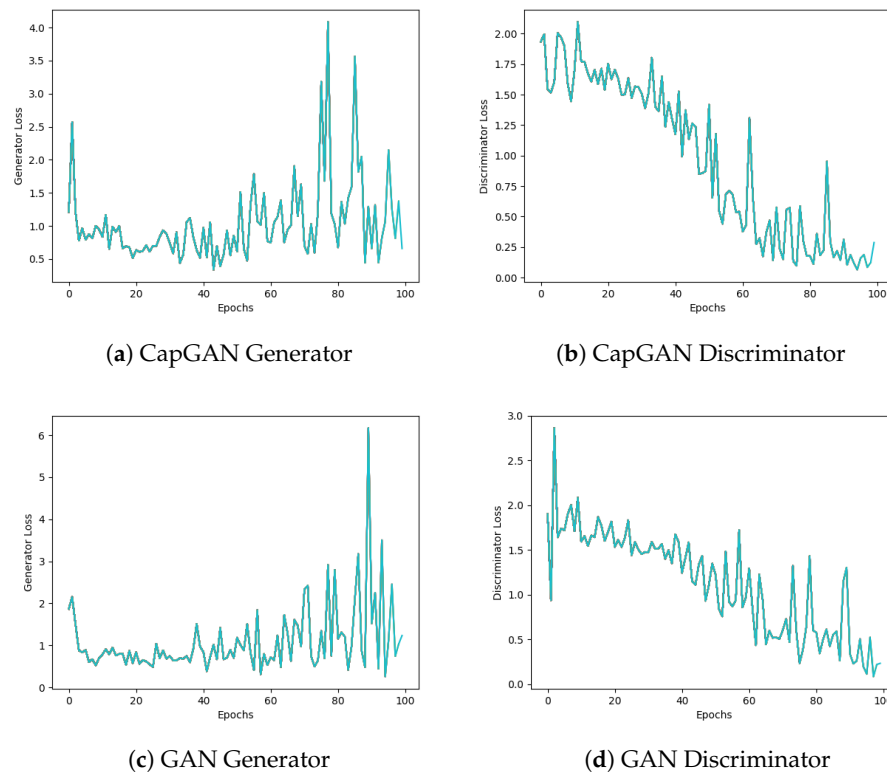 4.0
3.5
3.0
2.5
2.0
1.5
1.0
0.5
Generator Loss
0 20 40 60 80 100
Epochs
(a) CapGAN Generator
2.00
1.75
1.50
1.25
1.00
0.75
0.50
0.25
0.00
Discriminator Loss
0 20 40 60 80 100
Epochs
(b) CapGAN Discriminator
6
5
4
3
2
1
0
Generator Loss
0 20 40 60 80 100
Epochs
(c) GAN Generator
3.0
2.5
2.0
1.5
1.0
0.5
0.0
Discriminator Loss
0 20 40 60 80 100
Epochs
(d) GAN Discriminator